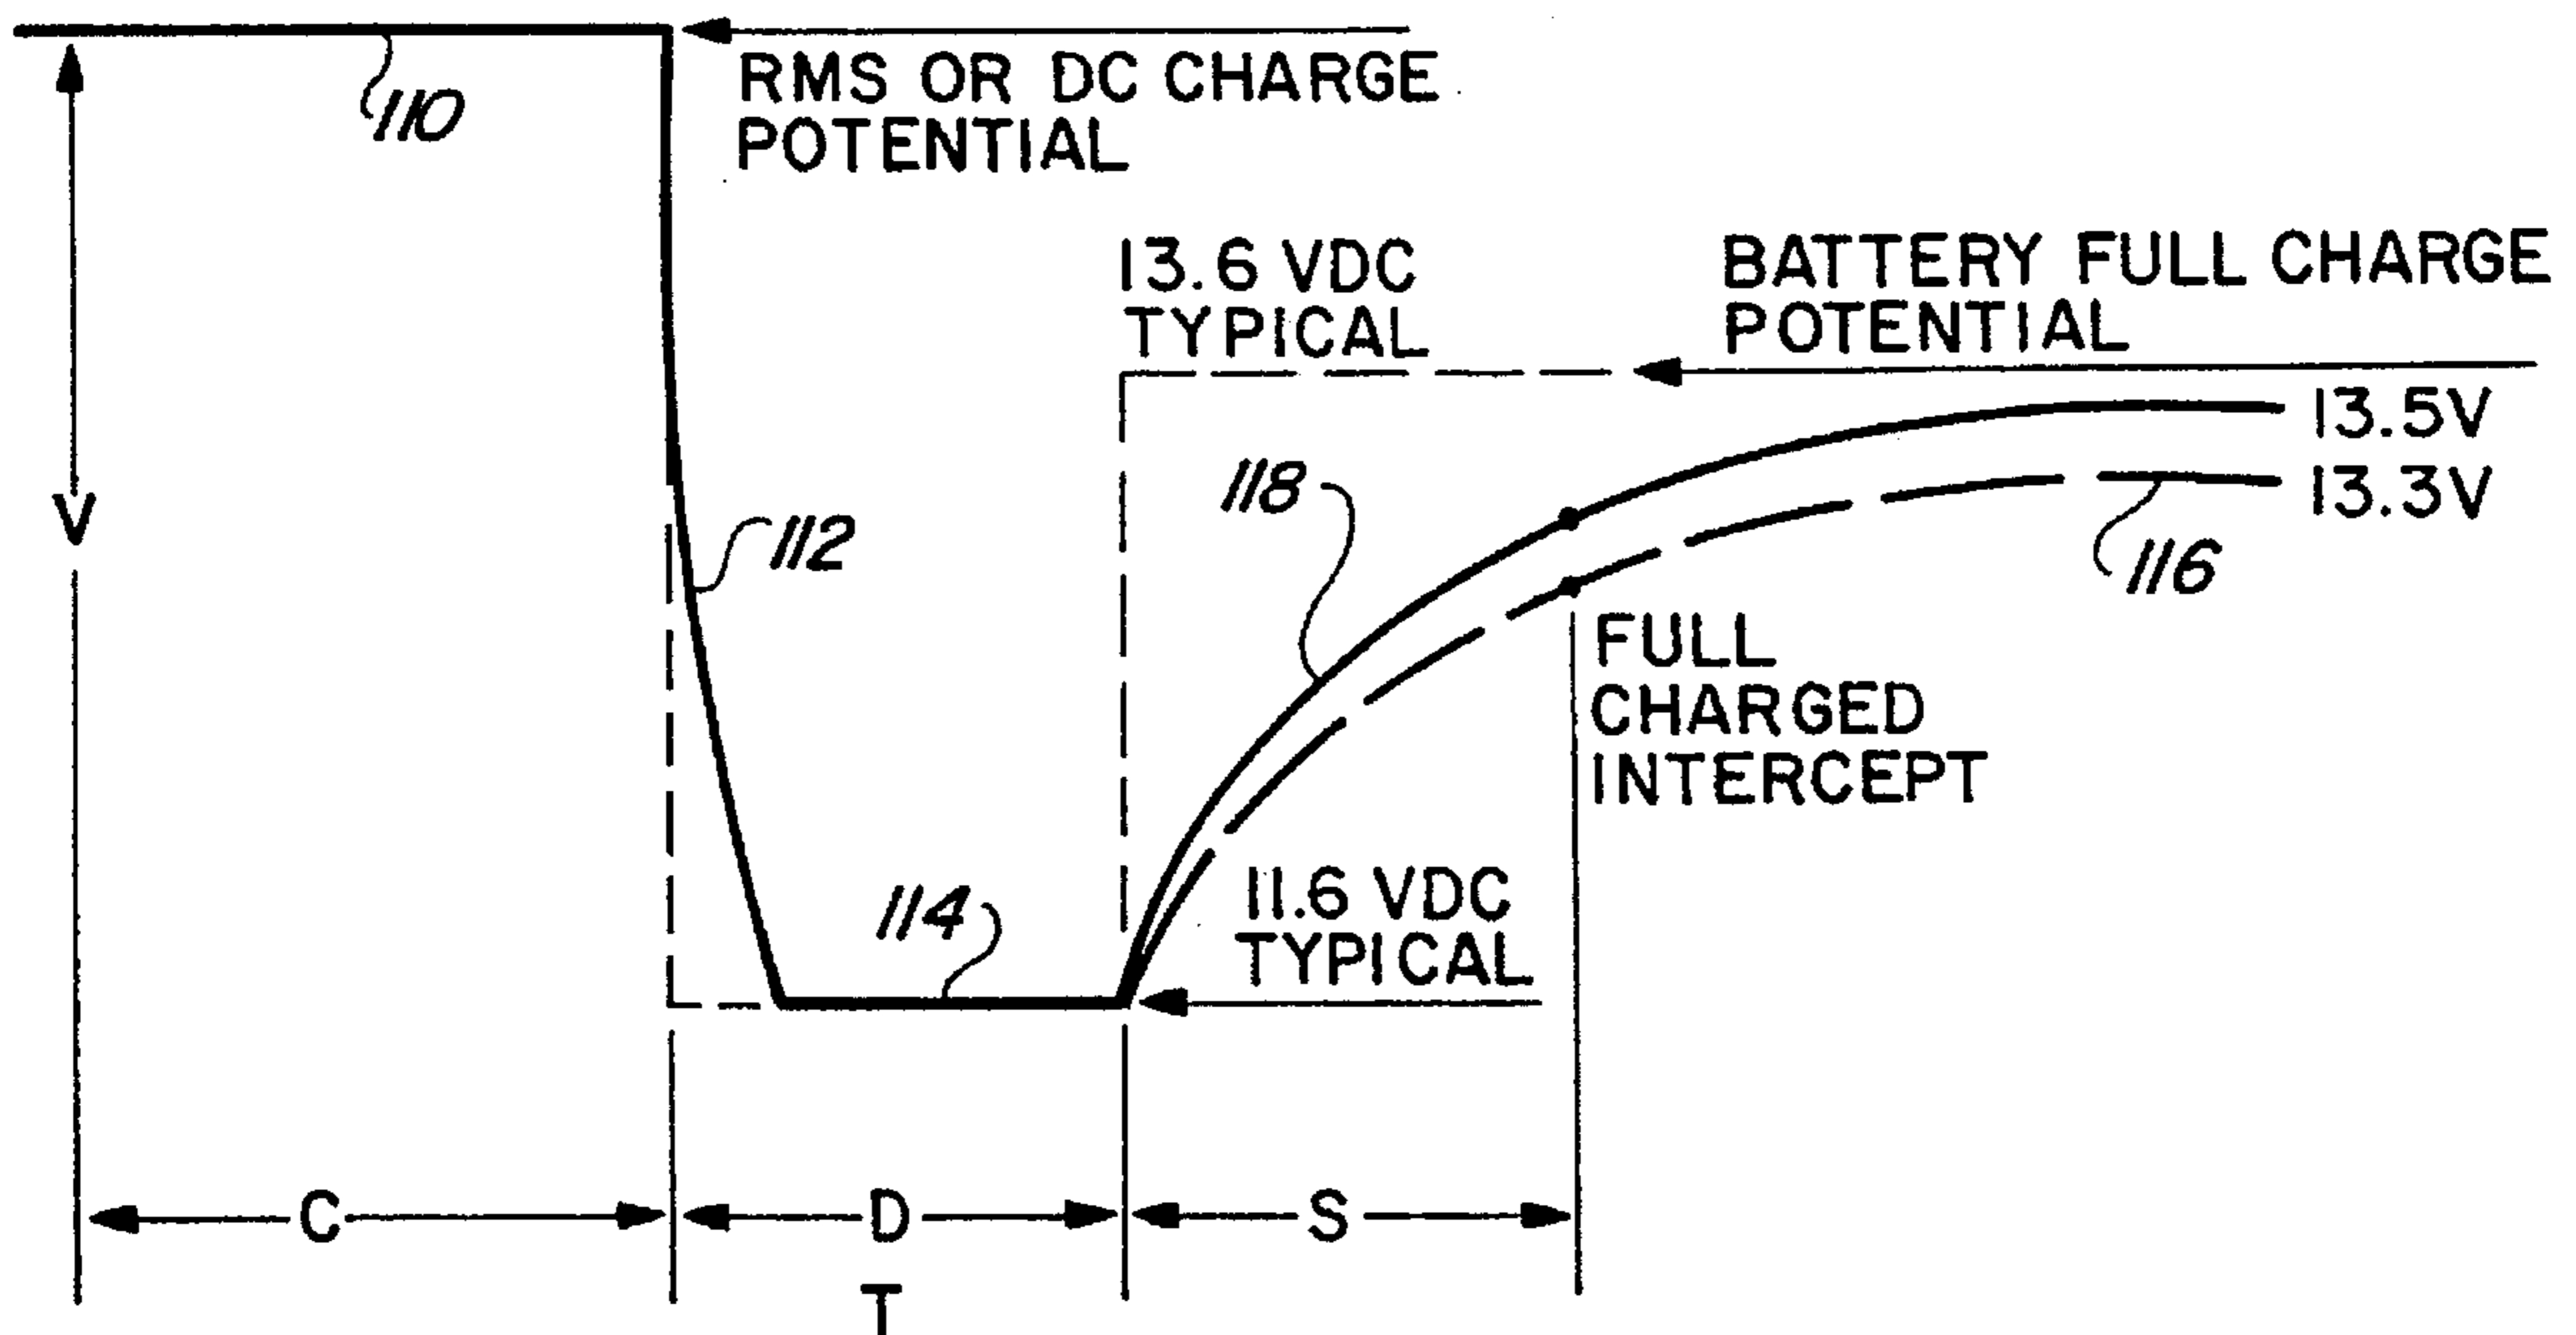 RMS OR DC CHARGE
POTENTIAL
110
13.6 VDC
TYPICAL
BATTERY FULL CHARGE
POTENTIAL
13.5V
13.3V
118
V
112
116
FULL
CHARGED
INTERCEPT
11.6 VDC
TYPICAL
114
C
D
S
T